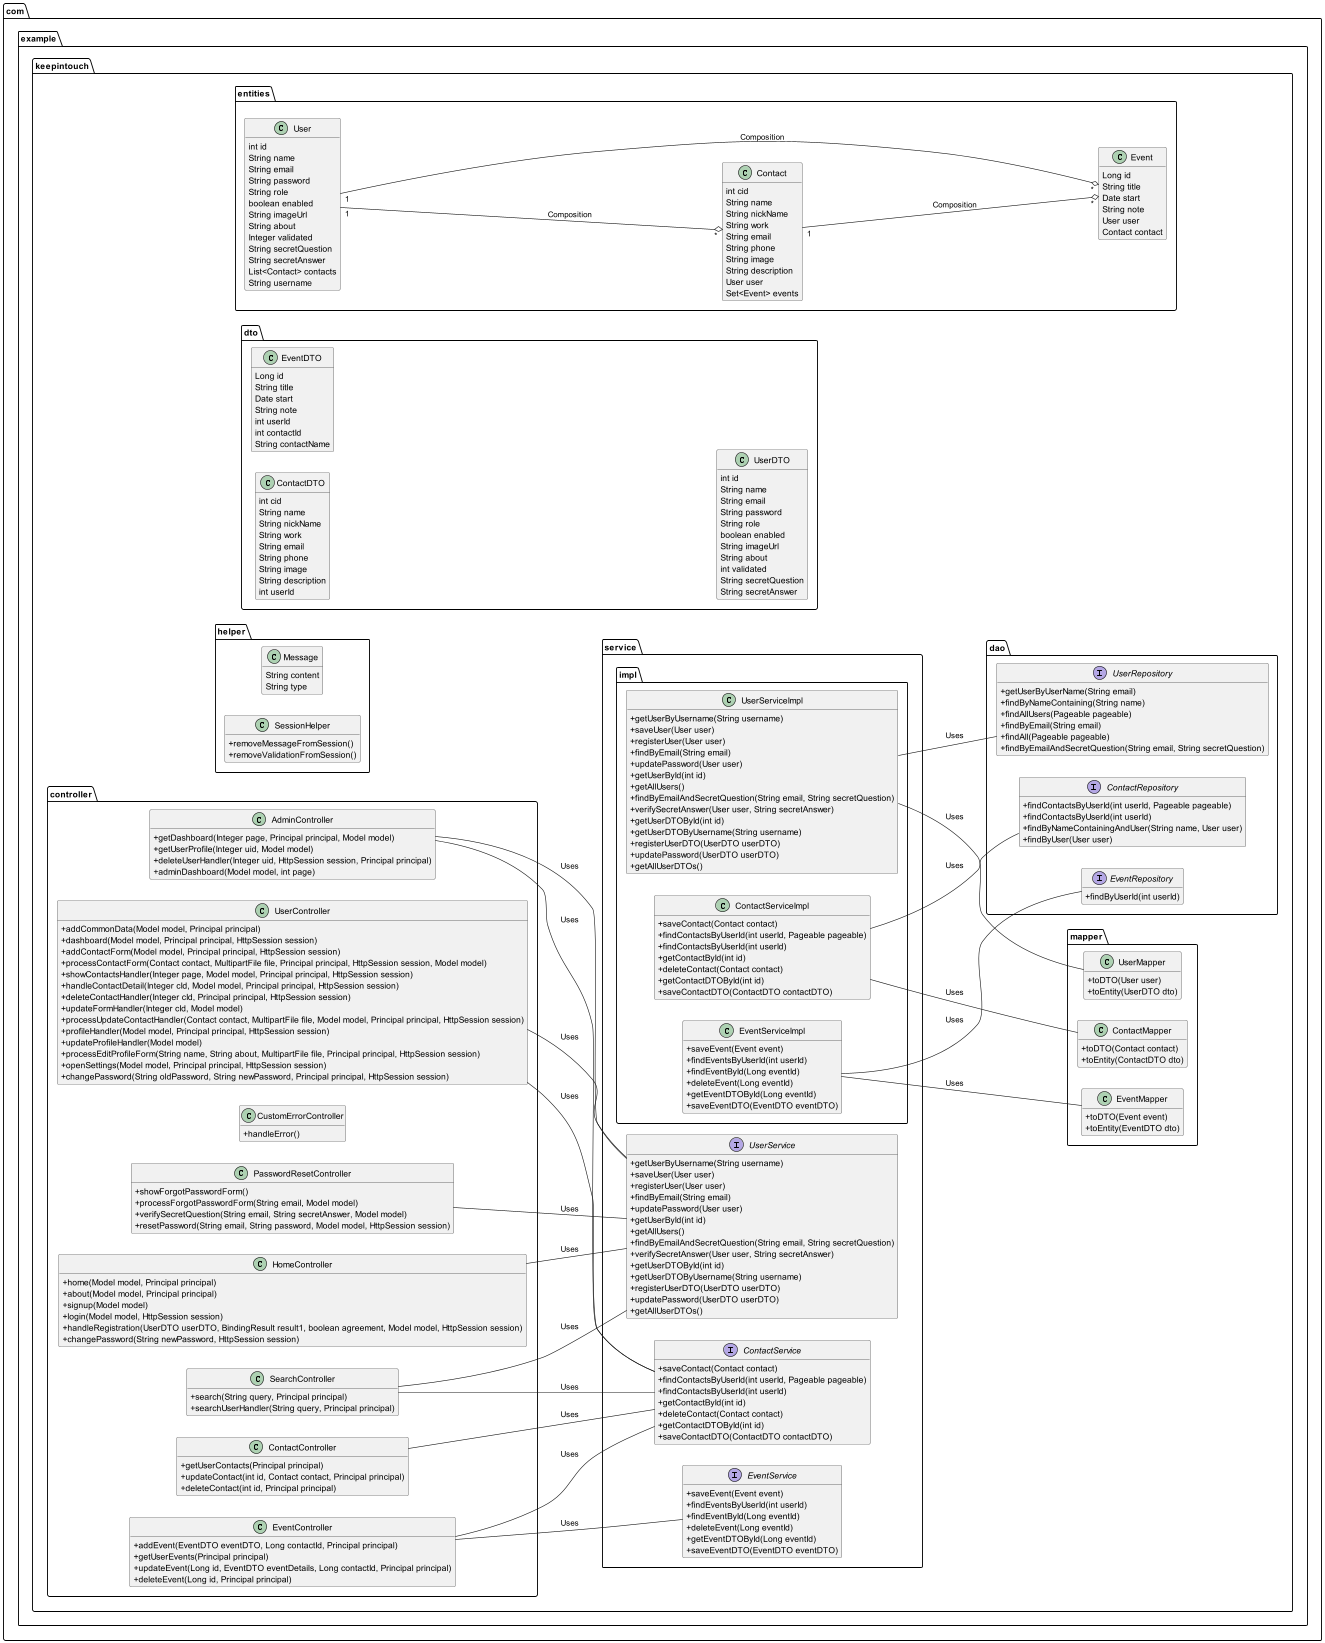 com
example
keepintouch
entities
User
int id
String name
String email
String password
String role
boolean enabled
String imageUrl
String about
Integer validated
String secretQuestion
String secretAnswer
List<Contact> contacts
String username
1
1
Composition
Composition
*
Contact
int cid
String name
String nickName
String work
String email
String phone
String image
String description
User user
Set<Event> events
1
Composition
*
*
Event
Long id
String title
Date start
String note
User user
Contact contact
dto
EventDTO
Long id
String title
Date start
String note
int userId
int contactId
String contactName
ContactDTO
int cid
String name
String nickName
String work
String email
String phone
String image
String description
int userId
UserDTO
int id
String name
String email
String password
String role
boolean enabled
String imageUrl
String about
int validated
String secretQuestion
String secretAnswer
helper
Message
String content
String type
SessionHelper
+removeMessageFromSession()
+removeValidationFromSession()
controller
AdminController
+getDashboard(Integer page, Principal principal, Model model)
+getUserProfile(Integer uid, Model model)
+deleteUserHandler(Integer uid, HttpSession session, Principal principal)
+adminDashboard(Model model, int page)
UserController
+addCommonData(Model model, Principal principal)
+dashboard(Model model, Principal principal, HttpSession session)
+addContactForm(Model model, Principal principal, HttpSession session)
+processContactForm(Contact contact, MultipartFile file, Principal principal, HttpSession session, Model model)
+showContactsHandler(Integer page, Model model, Principal principal, HttpSession session)
+handleContactDetail(Integer cId, Model model, Principal principal, HttpSession session)
+deleteContactHandler(Integer cId, Principal principal, HttpSession session)
+updateFormHandler(Integer cId, Model model)
+processUpdateContactHandler(Contact contact, MultipartFile file, Model model, Principal principal, HttpSession session)
+profileHandler(Model model, Principal principal, HttpSession session)
+updateProfileHandler(Model model)
+processEditProfileForm(String name, String about, MultipartFile file, Principal principal, HttpSession session)
+openSettings(Model model, Principal principal, HttpSession session)
+changePassword(String oldPassword, String newPassword, Principal principal, HttpSession session)
CustomErrorController
+handleError()
PasswordResetController
+showForgotPasswordForm()
+processForgotPasswordForm(String email, Model model)
+verifySecretQuestion(String email, String secretAnswer, Model model)
+resetPassword(String email, String password, Model model, HttpSession session)
HomeController
+home(Model model, Principal principal)
+about(Model model, Principal principal)
+signup(Model model)
+login(Model model, HttpSession session)
+handleRegistration(UserDTO userDTO, BindingResult result1, boolean agreement, Model model, HttpSession session)
+changePassword(String newPassword, HttpSession session)
SearchController
+search(String query, Principal principal)
+searchUserHandler(String query, Principal principal)
ContactController
+getUserContacts(Principal principal)
+updateContact(int id, Contact contact, Principal principal)
+deleteContact(int id, Principal principal)
EventController
+addEvent(EventDTO eventDTO, Long contactId, Principal principal)
+getUserEvents(Principal principal)
+updateEvent(Long id, EventDTO eventDetails, Long contactId, Principal principal)
+deleteEvent(Long id, Principal principal)
Uses
Uses
Uses
Uses
Uses
Uses
Uses
Uses
Uses
Uses
Uses
service
impl
UserServiceImpl
+getUserByUsername(String username)
+saveUser(User user)
+registerUser(User user)
+findByEmail(String email)
+updatePassword(User user)
+getUserById(int id)
+getAllUsers()
+findByEmailAndSecretQuestion(String email, String secretQuestion)
+verifySecretAnswer(User user, String secretAnswer)
+getUserDTOById(int id)
+getUserDTOByUsername(String username)
+registerUserDTO(UserDTO userDTO)
+updatePassword(UserDTO userDTO)
+getAllUserDTOs()
ContactServiceImpl
+saveContact(Contact contact)
+findContactsByUserId(int userId, Pageable pageable)
+findContactsByUserId(int userId)
+getContactById(int id)
+deleteContact(Contact contact)
+getContactDTOById(int id)
+saveContactDTO(ContactDTO contactDTO)
EventServiceImpl
+saveEvent(Event event)
+findEventsByUserId(int userId)
+findEventById(Long eventId)
+deleteEvent(Long eventId)
+getEventDTOById(Long eventId)
+saveEventDTO(EventDTO eventDTO)
UserService
+getUserByUsername(String username)
+saveUser(User user)
+registerUser(User user)
+findByEmail(String email)
+updatePassword(User user)
+getUserById(int id)
+getAllUsers()
+findByEmailAndSecretQuestion(String email, String secretQuestion)
+verifySecretAnswer(User user, String secretAnswer)
+getUserDTOById(int id)
+getUserDTOByUsername(String username)
+registerUserDTO(UserDTO userDTO)
+updatePassword(UserDTO userDTO)
+getAllUserDTOs()
ContactService
+saveContact(Contact contact)
+findContactsByUserId(int userId, Pageable pageable)
+findContactsByUserId(int userId)
+getContactById(int id)
+deleteContact(Contact contact)
+getContactDTOById(int id)
+saveContactDTO(ContactDTO contactDTO)
EventService
+saveEvent(Event event)
+findEventsByUserId(int userId)
+findEventById(Long eventId)
+deleteEvent(Long eventId)
+getEventDTOById(Long eventId)
+saveEventDTO(EventDTO eventDTO)
Uses
Uses
Uses
Uses
Uses
Uses
dao
UserRepository
+getUserByUserName(String email)
+findByNameContaining(String name)
+findAllUsers(Pageable pageable)
+findByEmail(String email)
+findAll(Pageable pageable)
+findByEmailAndSecretQuestion(String email, String secretQuestion)
ContactRepository
+findContactsByUserId(int userId, Pageable pageable)
+findContactsByUserId(int userId)
+findByNameContainingAndUser(String name, User user)
+findByUser(User user)
EventRepository
+findByUserId(int userId)
mapper
UserMapper
+toDTO(User user)
+toEntity(UserDTO dto)
ContactMapper
+toDTO(Contact contact)
+toEntity(ContactDTO dto)
EventMapper
+toDTO(Event event)
+toEntity(EventDTO dto)